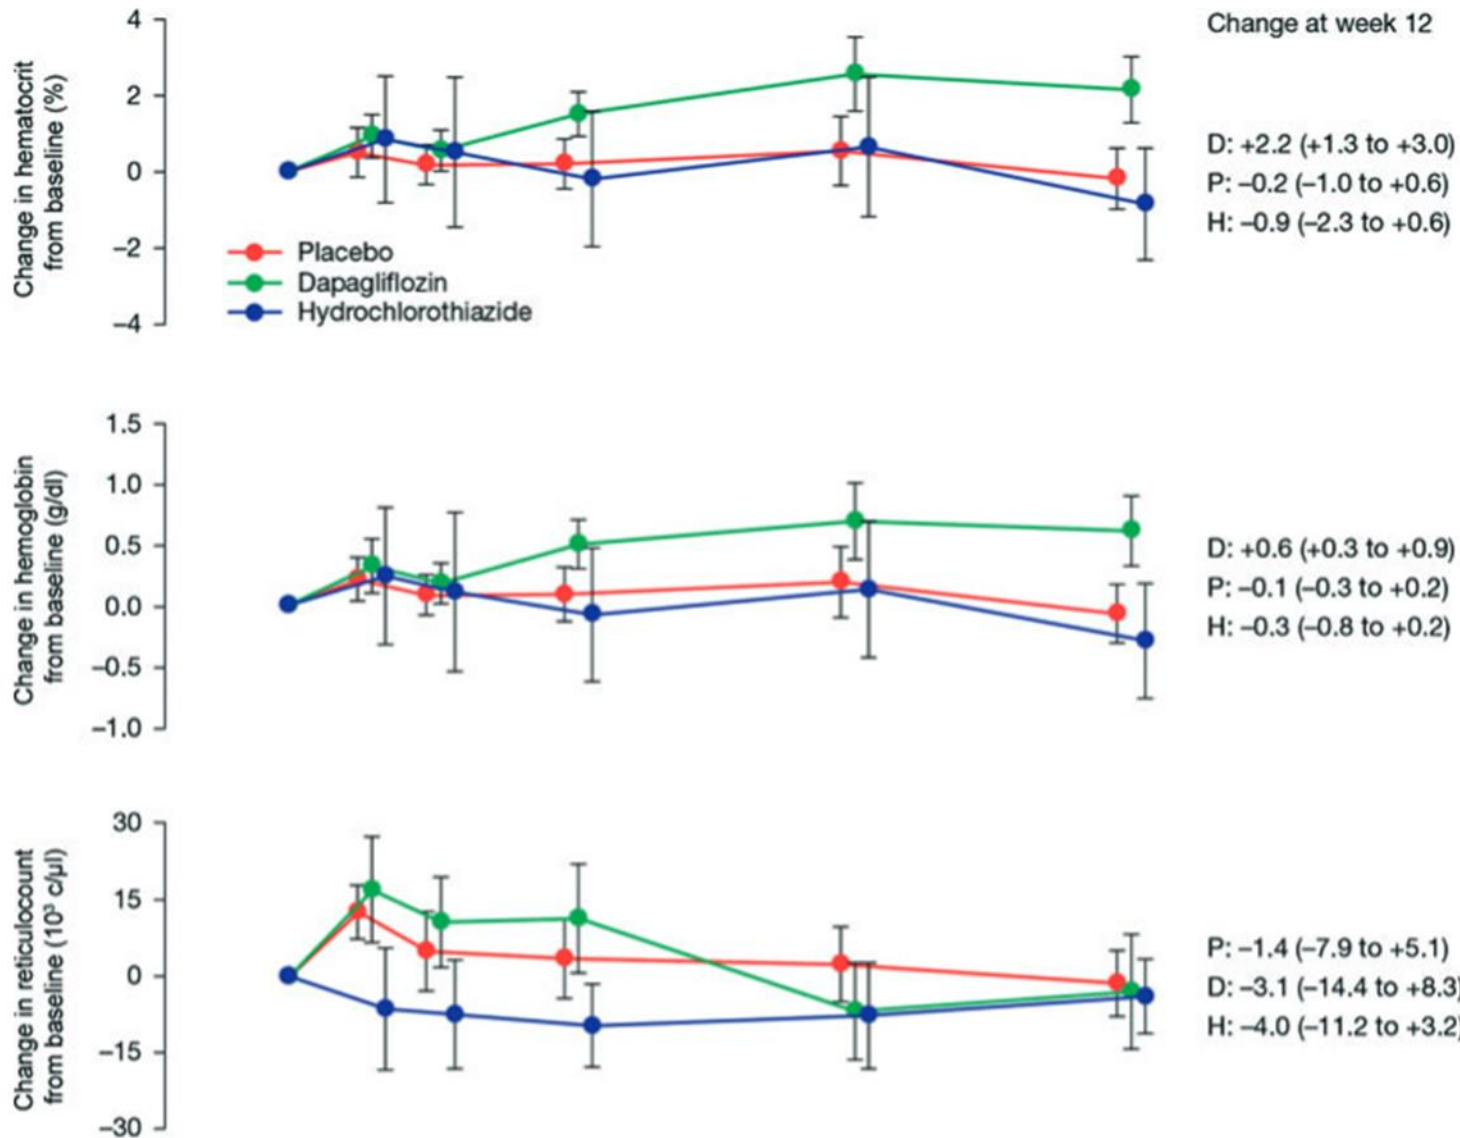 Change at week 12
Change in hematocrit
from baseline (%)
4
2
0
–2
–4
Placebo
Dapagliflozin
Hydrochlorothiazide
D: +2.2 (+1.3 to +3.0)
P: –0.2 (–1.0 to +0.6)
H: –0.9 (–2.3 to +0.6)
Change in hemoglobin
from baseline (g/dl)
1.5
1.0
0.5
0.0
–0.5
–1.0
D: +0.6 (+0.3 to +0.9)
P: –0.1 (–0.3 to +0.2)
H: –0.3 (–0.8 to +0.2)
Change in reticulocount
from baseline (10³ c/µl)
30
15
0
–15
–30
P: –1.4 (–7.9 to +5.1)
D: –3.1 (–14.4 to +8.3)
H: –4.0 (–11.2 to +3.2)